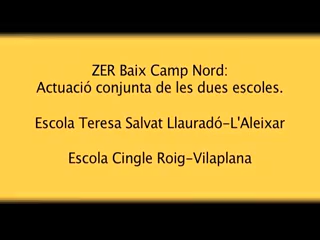 ZER Baix Camp Nord:
Actuació conjunta de les dues escoles.
Escola Teresa Salvat Llauradó-L'Aleixar
Escola Cingle Roig-Vilaplana